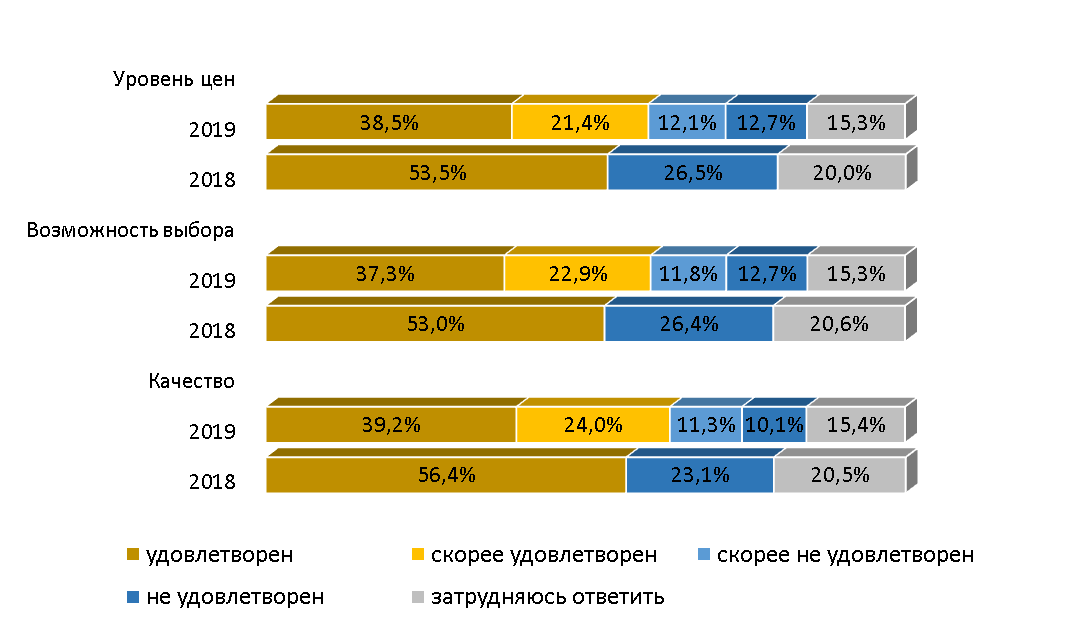 Уровень цен
2019 38,5% 21,4% 12,1% 12,7% 15,3%
2018 53,5% 26,5% 20,0%
Возможность выбора
2019 37,3% 22,9% 11,8% 12,7% 15,3%
2018 53,0% 26,4% 20,6%
Качество
2019 39,2% 24,0% 11,3% 10,1% 15,4%
2018 56,4% 23,1% 20,5%
удовлетворен скорее удовлетворен скорее не удовлетворен
не удовлетворен затрудняюсь ответить